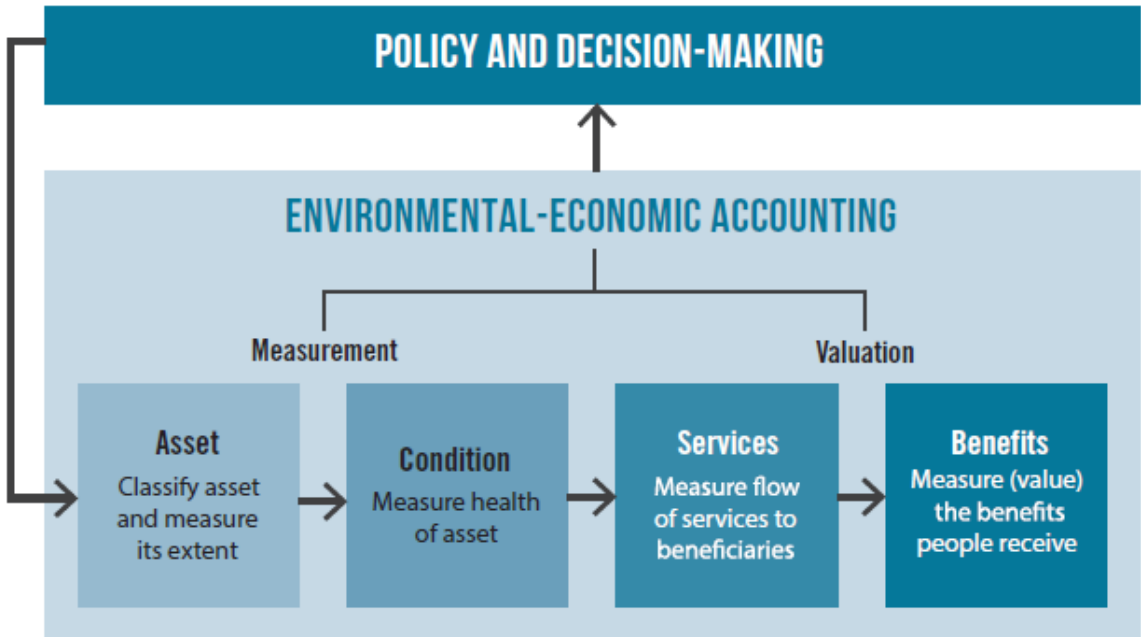 POLICY AND DECISION-MAKING
ENVIRONMENTAL-ECONOMIC ACCOUNTING
Measurement
Valuation
Asset
Classify asset
and measure
its extent
Condition
Measure health
of asset
Services
Measure flow
of services to
beneficiaries
Benefits
Measure (value)
the benefits
people receive